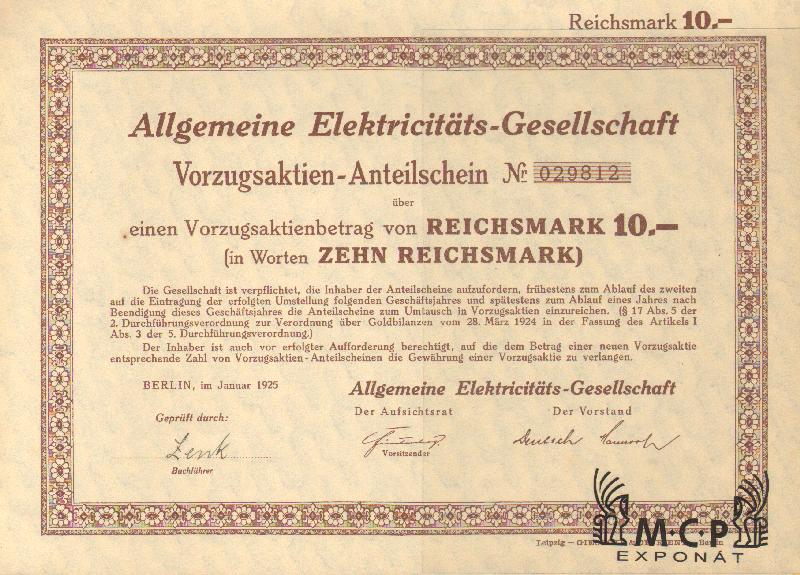 Reichsmark 10.–
Allgemeine Elektricitäts-Gesellschaft
Vorzugsaktien-Anteilschein Nr. 029812
über
einen Vorzugsaktienbetrag von REICHSMARK 10.–
(in Worten ZEHN REICHSMARK)
Die Gesellschaft ist verpflichtet, die Inhaber der Anteilscheine aufzufordern, frühestens zum Ablauf des zweiten
auf die Eintragung der erfolgten Umstellung folgenden Geschäftsjahres und spätestens zum Ablauf eines Jahres nach
Beendigung dieses Geschäftsjahres die Anteilscheine zum Umtausch in Vorzugsaktien einzureichen. (§ 17 Abs. 5 der
2. Durchführungsverordnung zur Verordnung über Goldbilanzen vom 28. März 1924 in der Fassung des Artikels I
Abs. 3 der 5. Durchführungsverordnung.)
Der Inhaber ist auch vor erfolgter Aufforderung berechtigt, auf die dem Betrag einer neuen Vorzugsaktie
entsprechende Zahl von Vorzugsaktien-Anteilscheinen die Gewährung einer Vorzugsaktie zu verlangen.
BERLIN, im Januar 1925
Allgemeine Elektricitäts-Gesellschaft
Der Aufsichtsrat Der Vorstand
Geprüft durch:
Zenk
Vorsitzender
Deutsch
Buchführer
M·C·P
Leipzig — Berlin
EXPONÁT